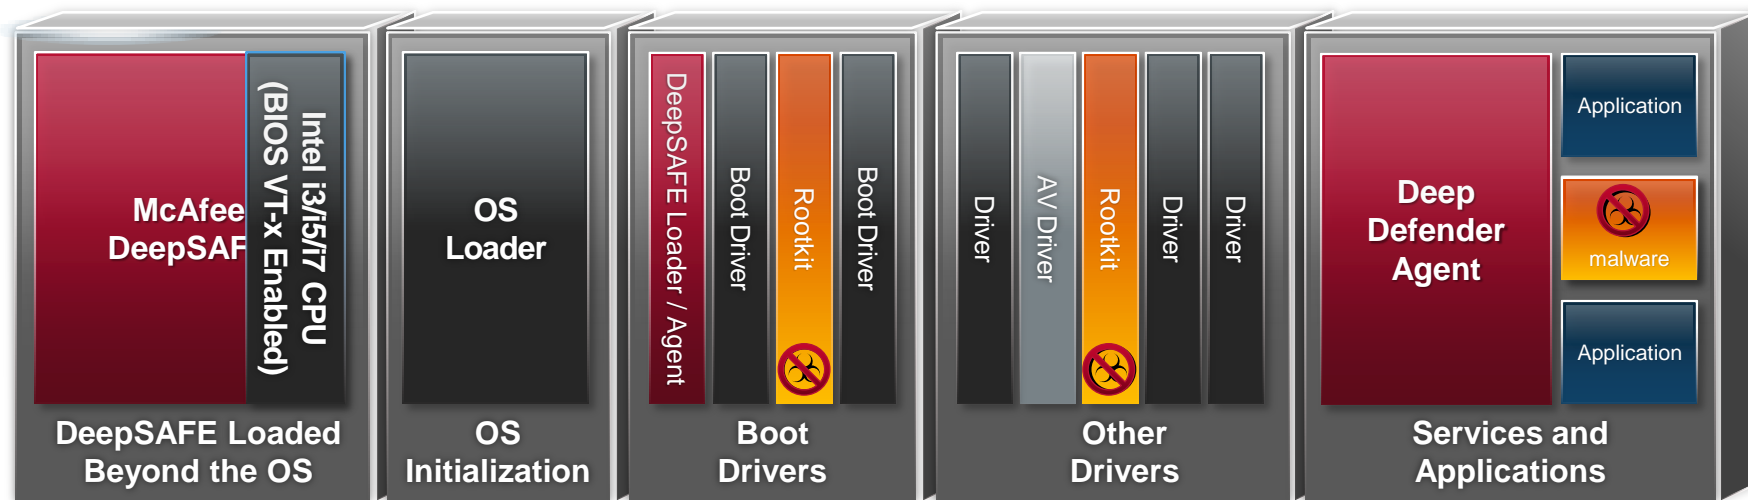 McAfee
DeepSAF
Intel i3/i5/i7 CPU
(BIOS VT-x Enabled)
DeepSAFE Loaded
Beyond the OS
OS
Loader
OS
Initialization
DeepSAFE Loader / Agent
Boot Driver
Rootkit
Boot Driver
Boot
Drivers
Driver
AV Driver
Rootkit
Driver
Driver
Other
Drivers
Deep
Defender
Agent
Application
malware
Application
Services and
Applications